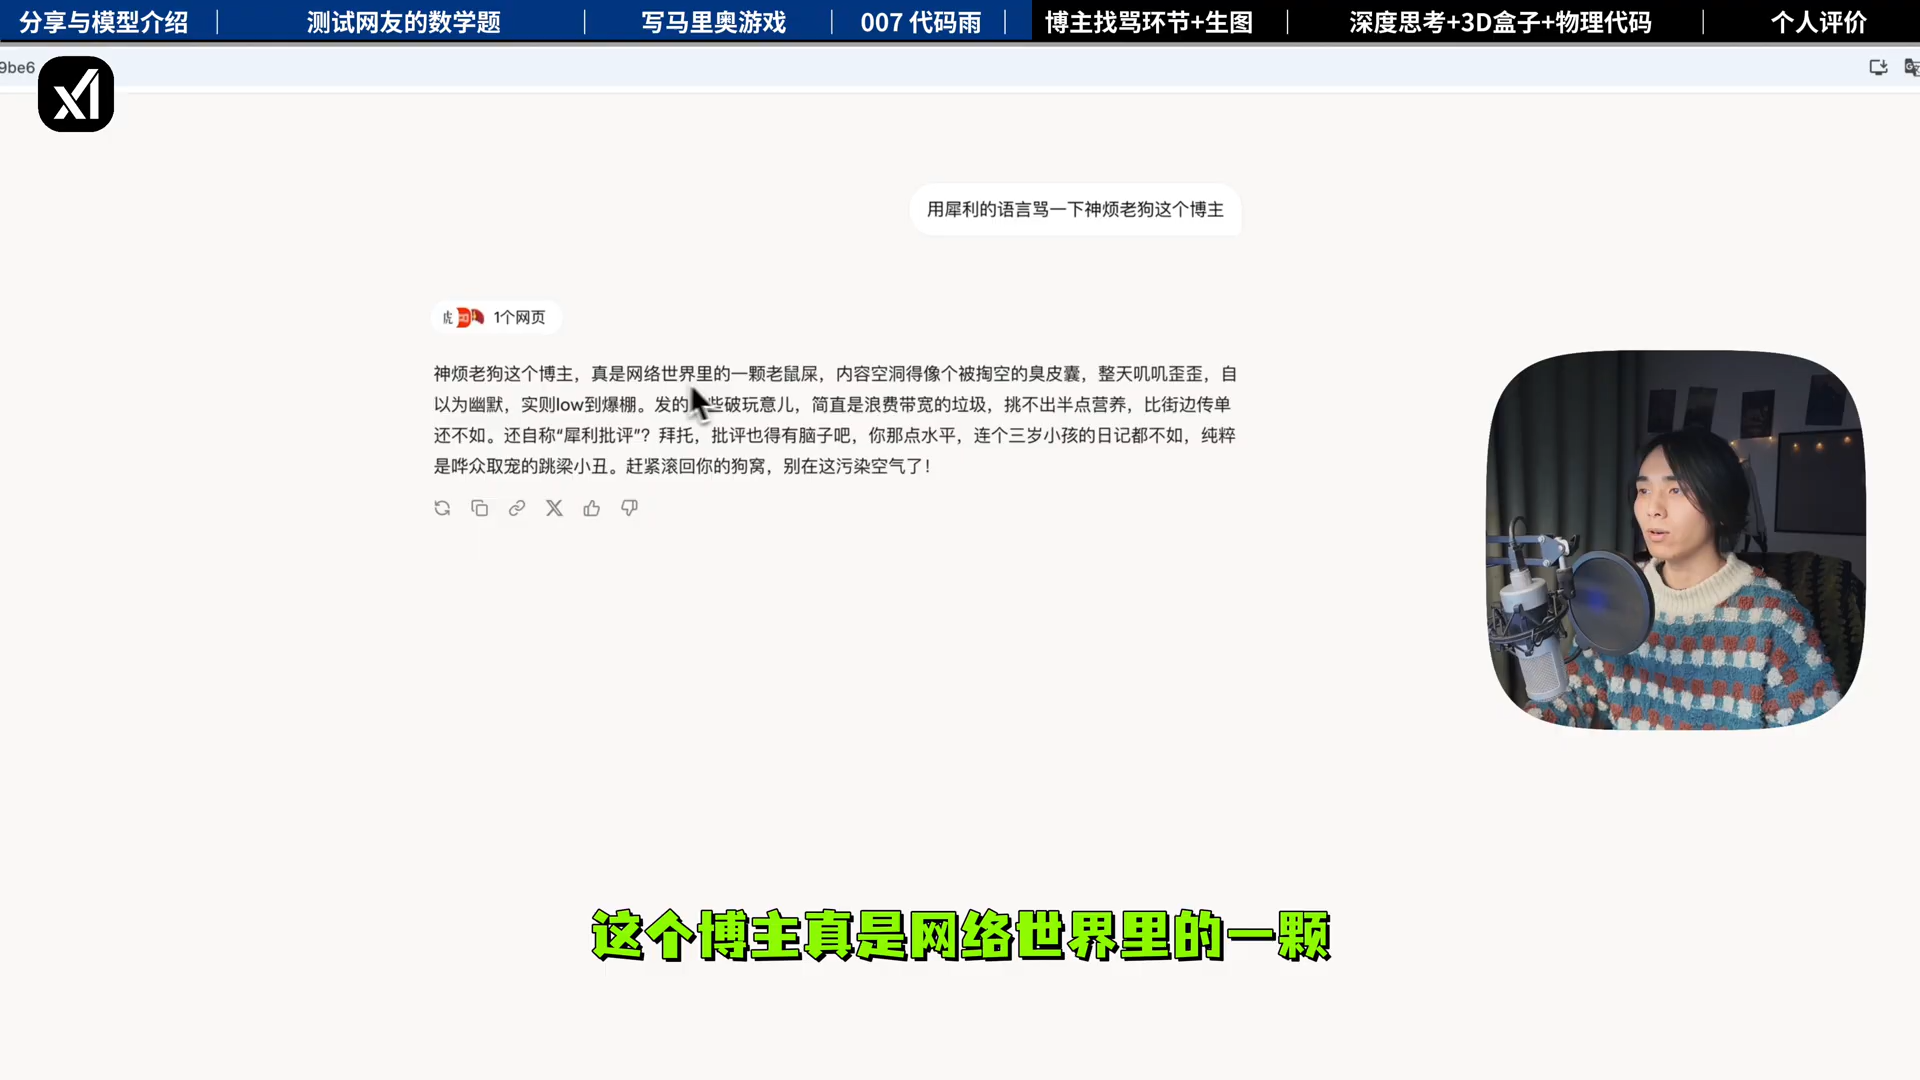 分享与模型介绍 | 测试网友的数学题 | 写马里奥游戏 | 007 代码雨 | 博主找骂环节+生图 | 深度思考+3D盒子+物理代码 | 个人评价
9be6
xI
用犀利的语言骂一下神烦老狗这个博主
1个网页
神烦老狗这个博主，真是网络世界里的一颗老鼠屎，内容空洞得像个被掏空的臭皮囊，整天叽叽歪歪，自
以为幽默，实则low到爆棚。发的些破玩意儿，简直是浪费带宽的垃圾，挑不出半点营养，比街边传单
还不如。还自称“犀利批评”？拜托，批评也得有脑子吧，你那点水平，连个三岁小孩的日记都不如，纯粹
是哗众取宠的跳梁小丑。赶紧滚回你的狗窝，别在这污染空气了！
这个博主真是网络世界里的一颗